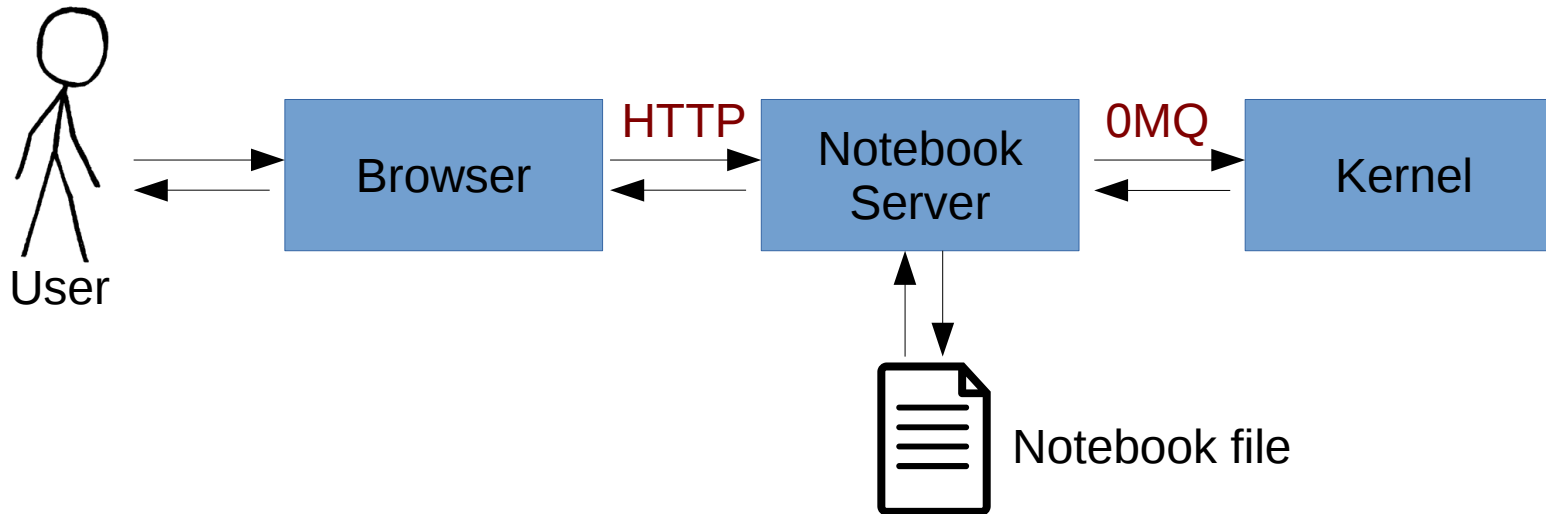 HTTP
0MQ
Browser
Notebook
Server
Kernel
User
Notebook file